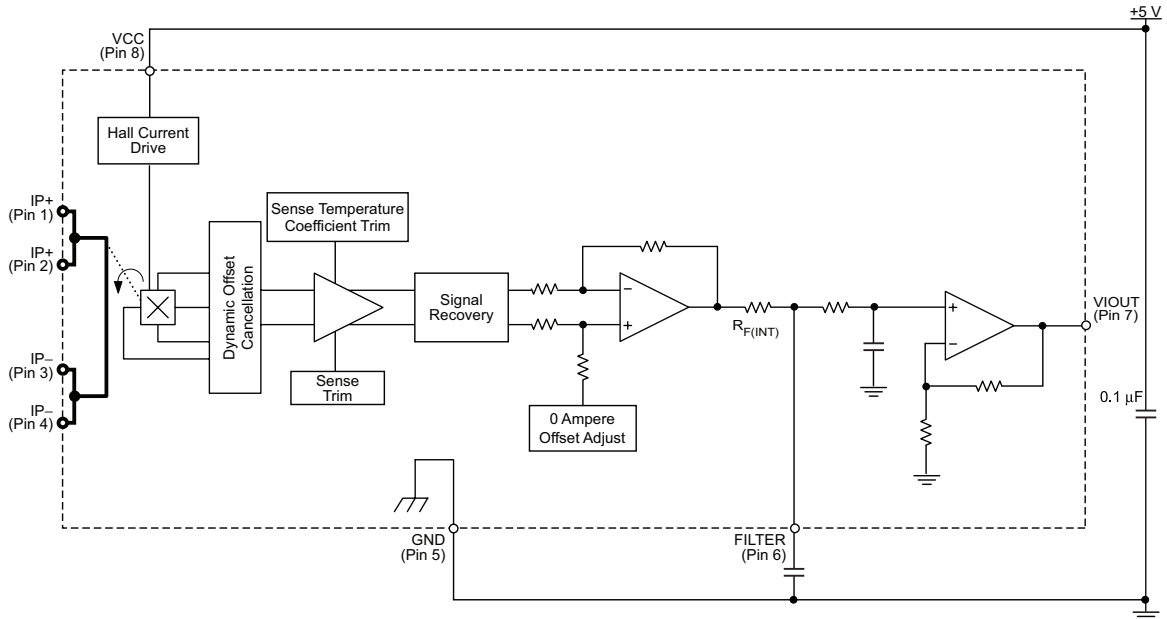 +5 V
VCC
(Pin 8)
Hall Current
Drive
IP+
(Pin 1)
IP+
(Pin 2)
IP−
(Pin 3)
IP−
(Pin 4)
Dynamic Offset
Cancellation
Sense Temperature
Coefficient Trim
Sense
Trim
Signal
Recovery
0 Ampere
Offset Adjust
RF(INT)
VIOUT
(Pin 7)
0.1 µF
GND
(Pin 5)
FILTER
(Pin 6)